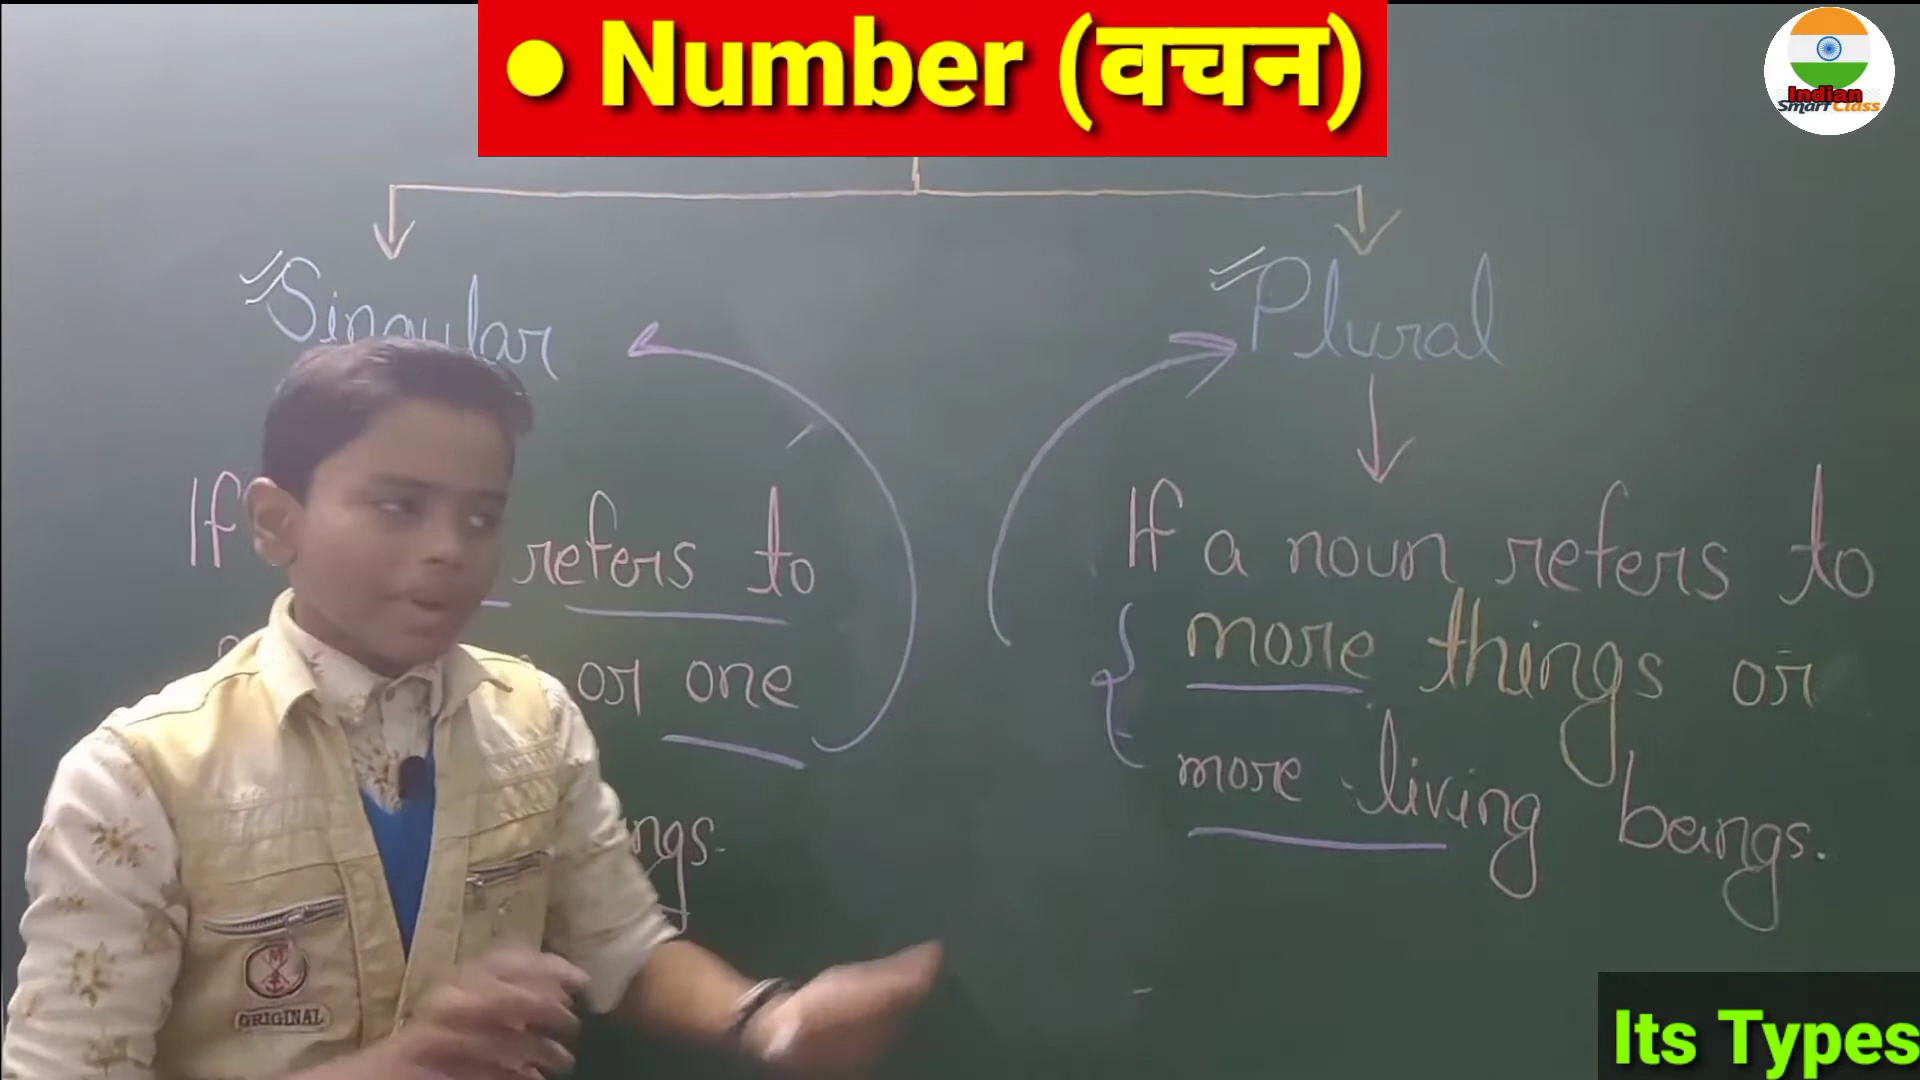 • Number (वचन)
Indian
Smart Class
Singular
Plural
If refers to
or one
ngs.
If a noun refers to
more things or
more living beings.
ORIGINAL
Its Types